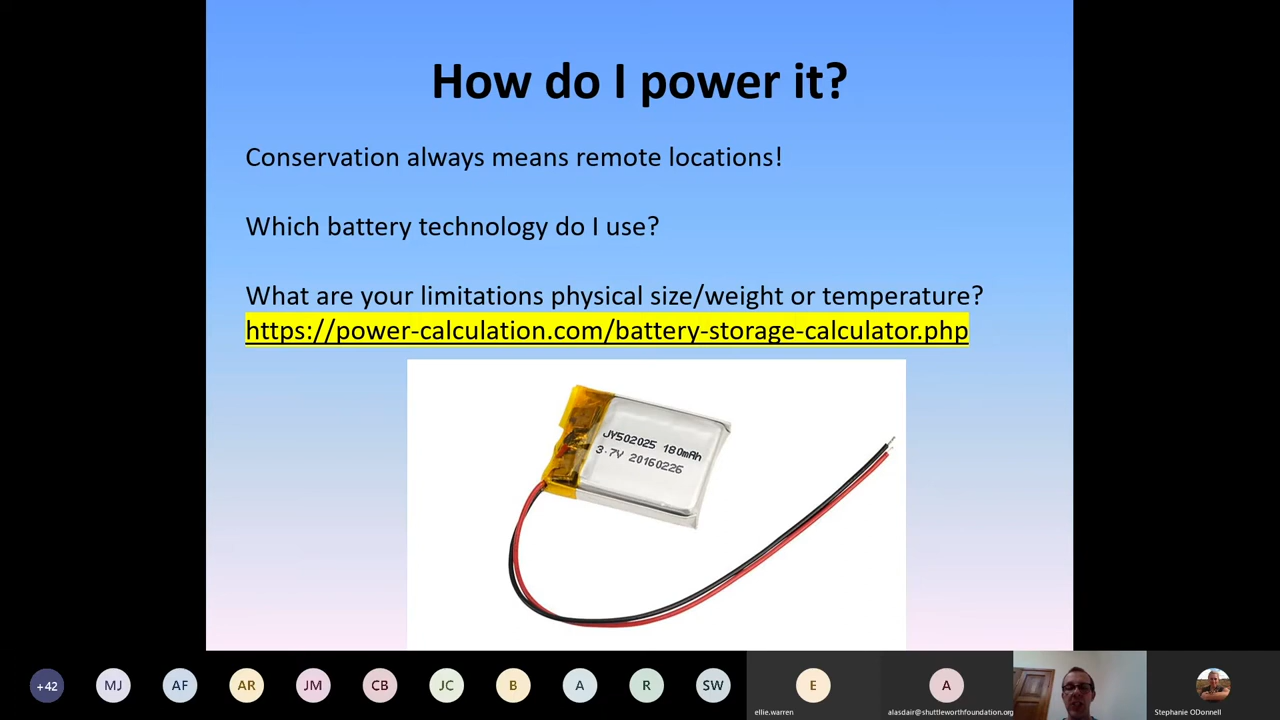 How do I power it?
Conservation always means remote locations!
Which battery technology do I use?
What are your limitations physical size/weight or temperature?
https://power-calculation.com/battery-storage-calculator.php
JY502025 180mAh
3.7V 20160226
+42
MJ
AF
AR
JM
CB
JC
B
A
R
SW
E
A
ellie.warren
alasdair@shuttleworthfoundation.org
Stephanie ODonnell